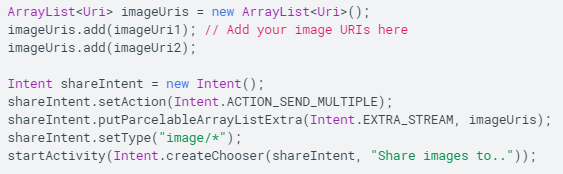 ArrayList<Uri> imageUris = new ArrayList<Uri>();
imageUris.add(imageUri1); // Add your image URIs here
imageUris.add(imageUri2);
Intent shareIntent = new Intent();
shareIntent.setAction(Intent.ACTION_SEND_MULTIPLE);
shareIntent.putParcelableArrayListExtra(Intent.EXTRA_STREAM, imageUris);
shareIntent.setType("image/*");
startActivity(Intent.createChooser(shareIntent, "Share images to.."));